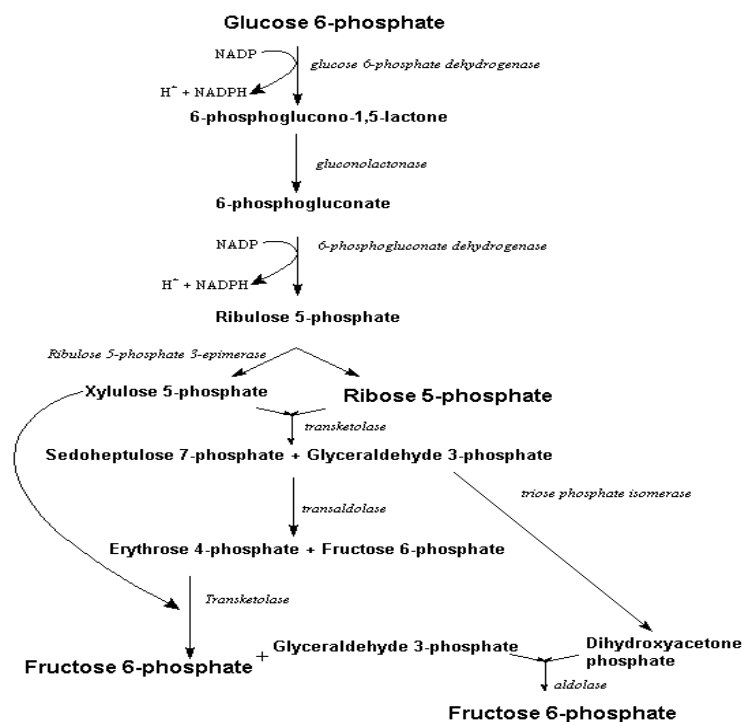 Glucose 6-phosphate
NADP
glucose 6-phosphate dehydrogenase
H+ + NADPH
6-phosphoglucono-1,5-lactone
gluconolactonase
6-phosphogluconate
NADP
6-phosphogluconate dehydrogenase
H+ + NADPH
Ribulose 5-phosphate
Ribulose 5-phosphate 3-epimerase
Xylulose 5-phosphate
Ribose 5-phosphate
transketolase
Sedoheptulose 7-phosphate + Glyceraldehyde 3-phosphate
triose phosphate isomerase
transaldolase
Erythrose 4-phosphate + Fructose 6-phosphate
Transketolase
Fructose 6-phosphate + Glyceraldehyde 3-phosphate
Dihydroxyacetone
phosphate
aldolase
Fructose 6-phosphate